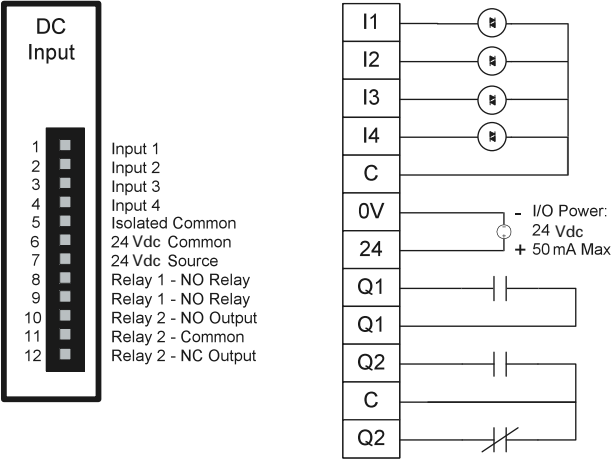 DC
Input
1 Input 1
2 Input 2
3 Input 3
4 Input 4
5 Isolated Common
6 24 Vdc Common
7 24 Vdc Source
8 Relay 1 - NO Relay
9 Relay 1 - NO Relay
10 Relay 2 - NO Output
11 Relay 2 - Common
12 Relay 2 - NC Output
I1
I2
I3
I4
C
0V
24
- I/O Power:
24 Vdc
+ 50 mA Max
Q1
Q1
Q2
C
Q2